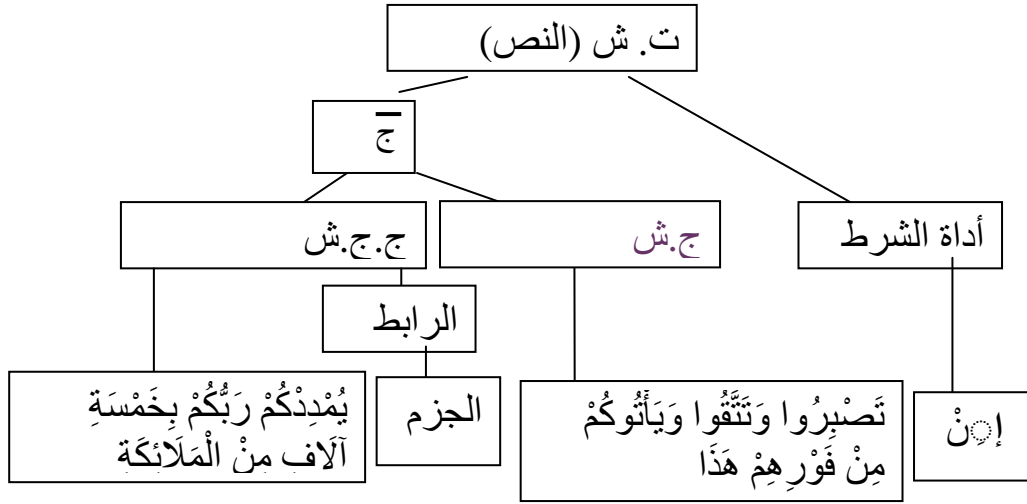 ت. ش (النص)
ج̅
أداة الشرط
ج.ش
ج.ج.ش
الرابط
إِنْ
تَصْبِرُوا وَتَتَّقُوا وَيَأْتُوكُمْ
مِنْ فَوْرِهِمْ هَذَا
الجزم
يُمْدِدْكُمْ رَبُّكُمْ بِخَمْسَةِ
آلَافٍ مِنْ الْمَلَائِكَةِ